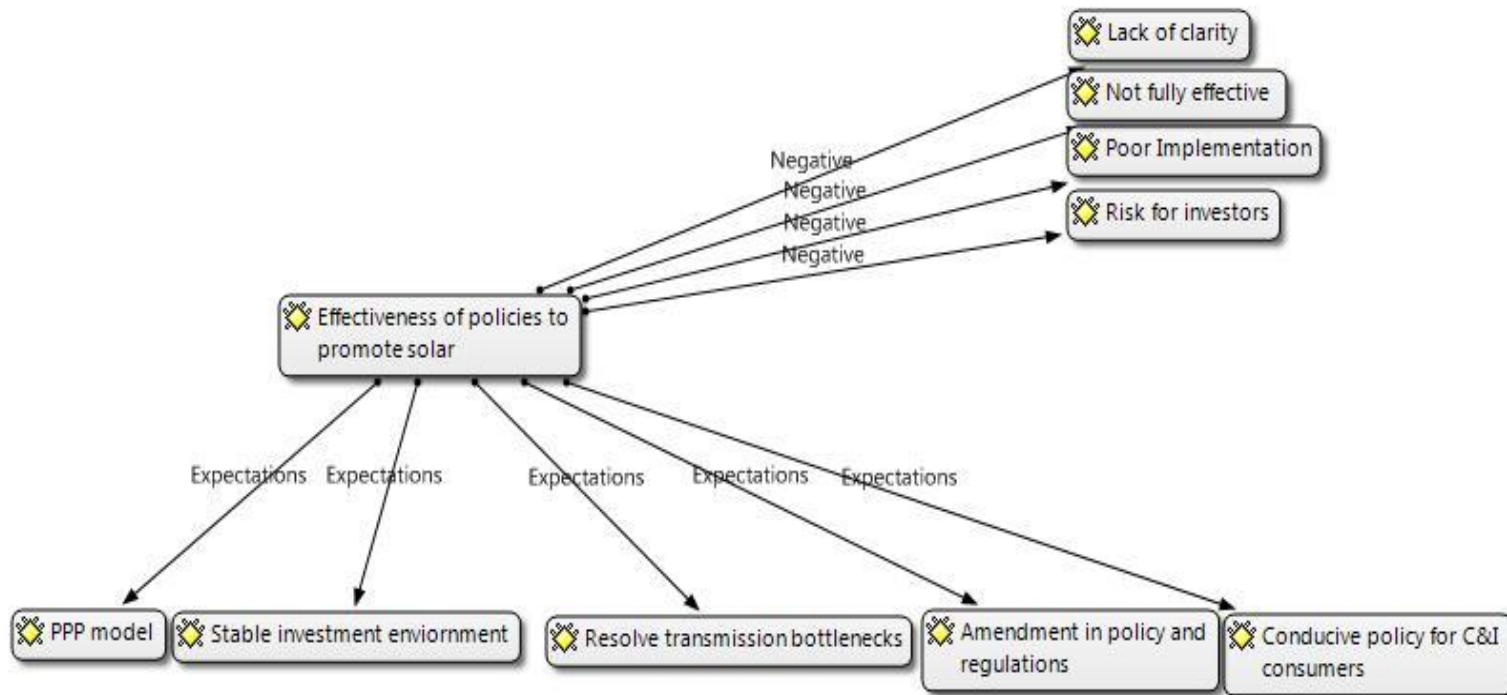 Lack of clarity
Not fully effective
Poor Implementation
Risk for investors
Negative
Negative
Negative
Negative
Effectiveness of policies to
promote solar
Expectations
Expectations
Expectations
Expectations
Expectations
PPP model
Stable investment enviornment
Resolve transmission bottlenecks
Amendment in policy and
regulations
Conducive policy for C&I
consumers